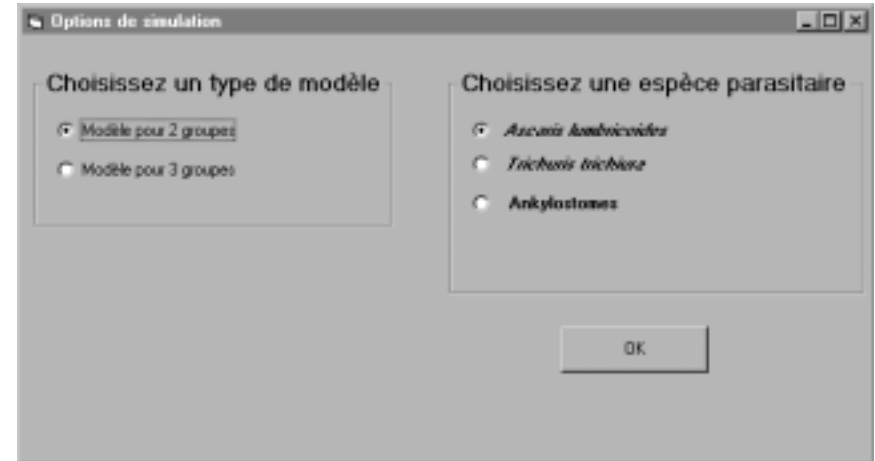 Options de simulation
Choisissez un type de modèle
Modèle pour 2 groupes
Modèle pour 3 groupes
Choisissez une espèce parasitaire
Ascaris lumbricoides
Trichuris trichiura
Ankylostomes
OK